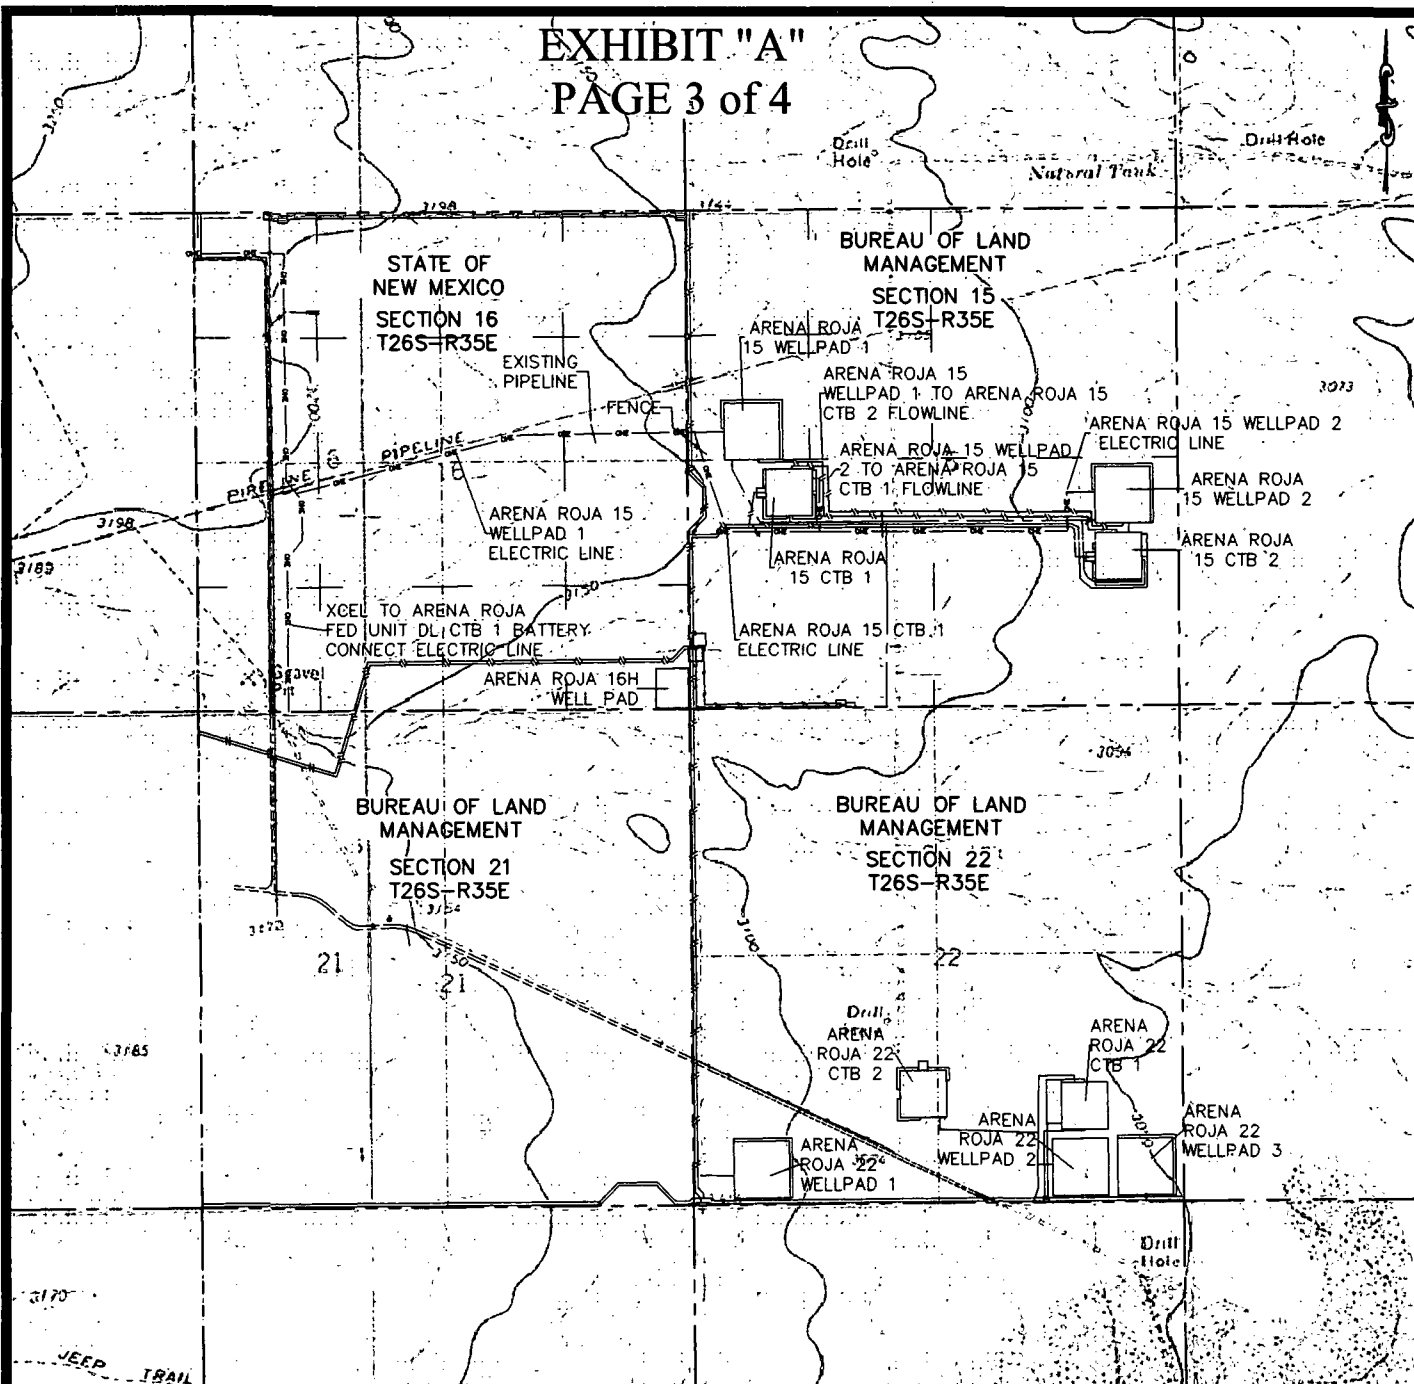 EXHIBIT "A"
PAGE 3 of 4
Drill
Hole
Natural Tank
Drill Hole
3198
STATE OF
NEW MEXICO
SECTION 16
T26S-R35E
BUREAU OF LAND
MANAGEMENT
SECTION 15
T26S-R35E
ARENA ROJA
15 WELLPAD 1
EXISTING
PIPELINE
FENCE
ARENA ROJA 15
WELLPAD 1 TO ARENA ROJA 15
CTB 2 FLOWLINE
3100
3200
ARENA ROJA 15 WELLPAD 2
ELECTRIC LINE
ARENA ROJA 15 WELLPAD
2 TO ARENA ROJA 15
CTB 1 FLOWLINE
ARENA ROJA
15 WELLPAD 2
PIPELINE
PIPELINE
3198
3189
ARENA ROJA 15
WELLPAD 1
ELECTRIC LINE
ARENA ROJA
15 CTB 1
ARENA ROJA
15 CTB 2
3150
XCEL TO ARENA ROJA
FED UNIT DL CTB 1 BATTERY
CONNECT ELECTRIC LINE
ARENA ROJA 15 CTB 1
ELECTRIC LINE
Gravel
Pit
ARENA ROJA 16H
WELL PAD
BUREAU OF LAND
MANAGEMENT
SECTION 21
T26S-R35E
BUREAU OF LAND
MANAGEMENT
SECTION 22
T26S-R35E
3100
3150
21
21
22
3185
Drill
ARENA
ROJA 22
CTB 2
ARENA
ROJA 22
CTB 1
ARENA
ROJA 22
WELLPAD 1
ARENA
ROJA 22
WELLPAD 2
ARENA
ROJA 22
WELLPAD 3
Drill
Hole
3170
JEEP TRAIL